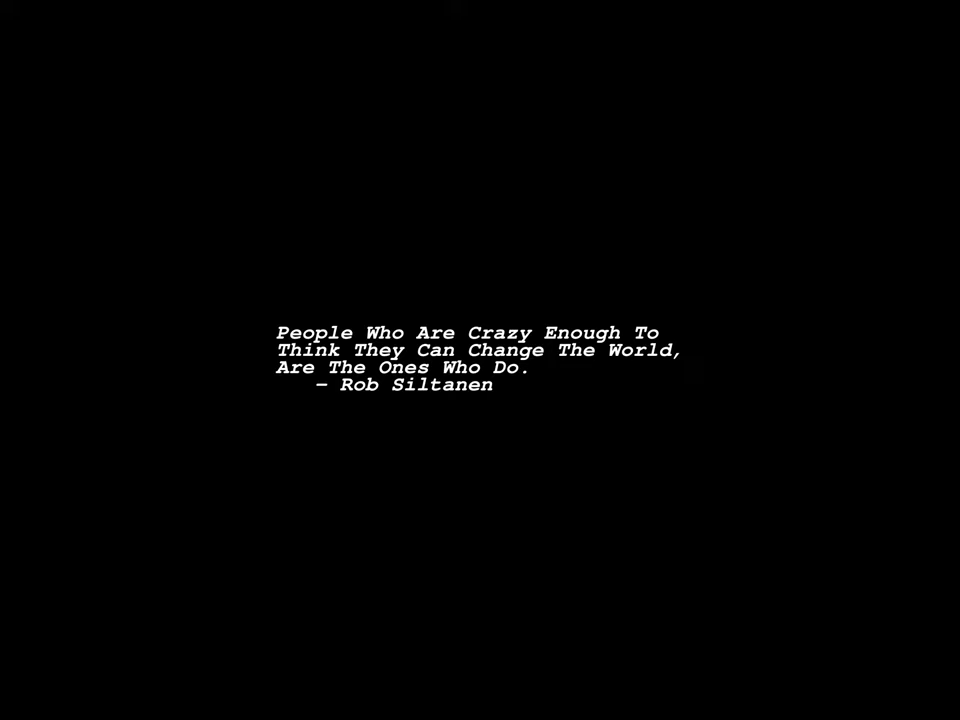 People Who Are Crazy Enough To
Think They Can Change The World,
Are The Ones Who Do.
– Rob Siltanen